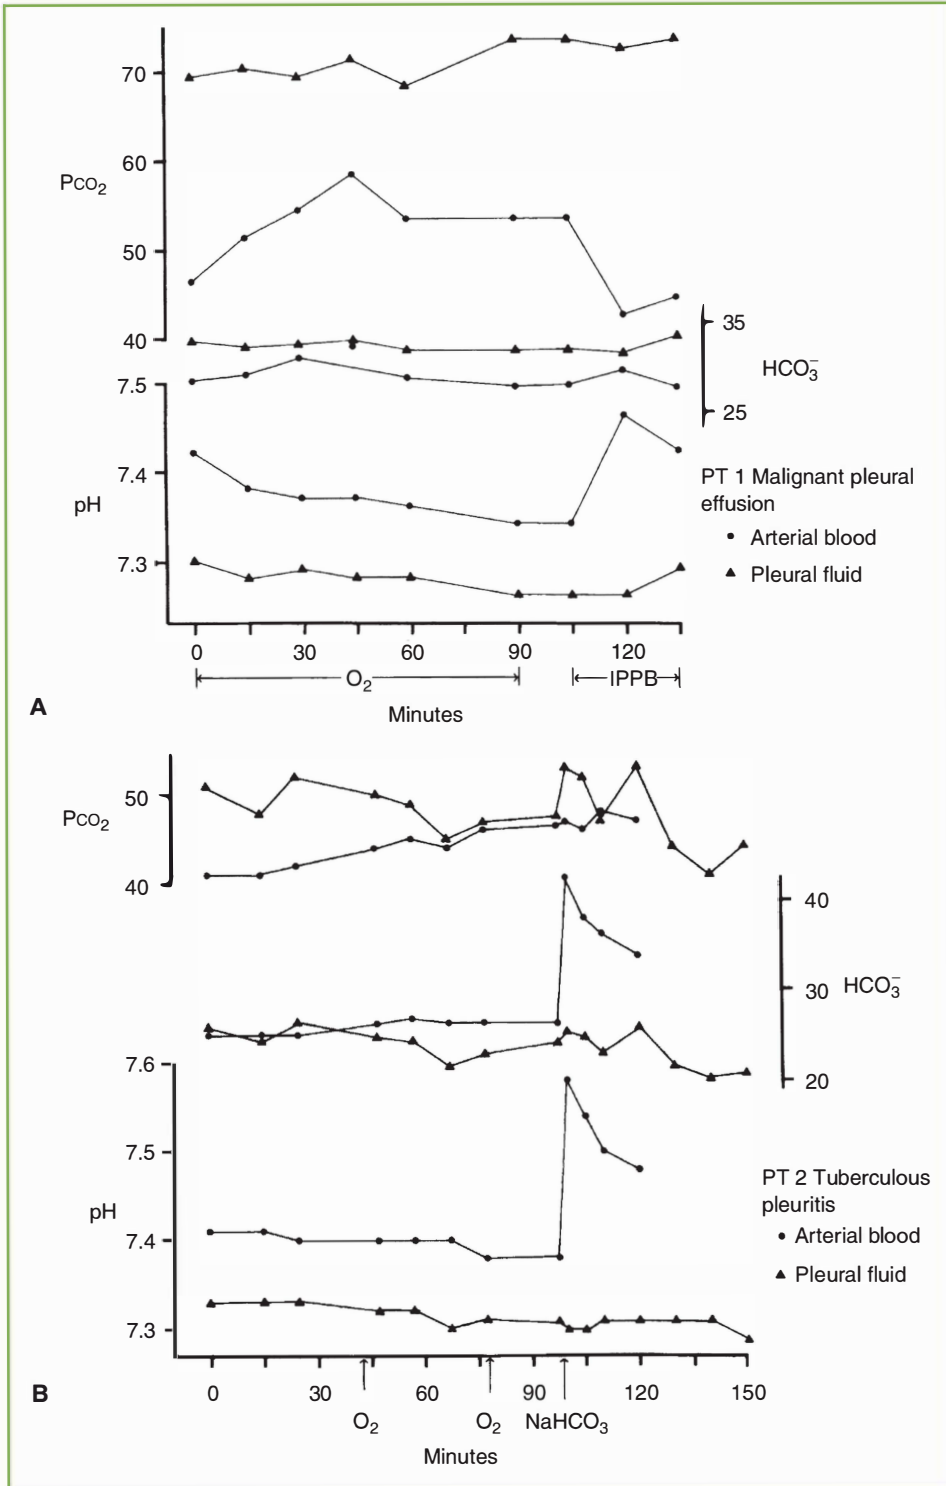 70
60
PCO₂
50
40
35
HCO₃⁻
7.5
25
7.4
PT 1 Malignant pleural
effusion
pH
Arterial blood
7.3
Pleural fluid
0 30 60 90 120
O₂ IPPB
A
Minutes
50
PCO₂
40
40
30 HCO₃⁻
20
7.6
7.5
PT 2 Tuberculous
pleuritis
pH
7.4
Arterial blood
Pleural fluid
7.3
B
0 30 60 90 120 150
O₂ O₂ NaHCO₃
Minutes